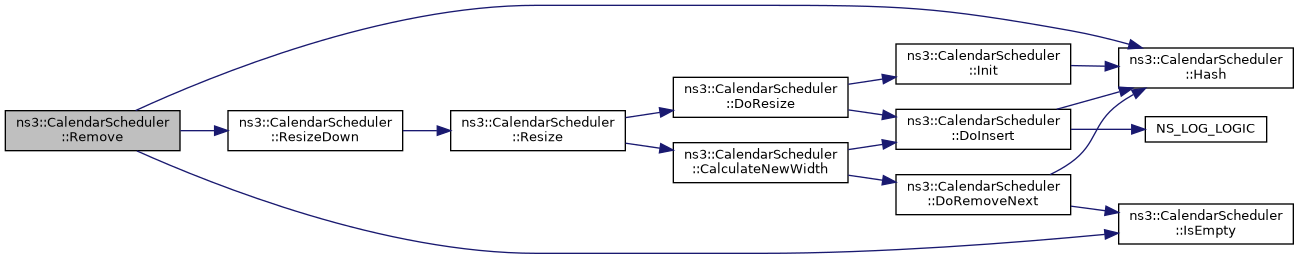 ns3::CalendarScheduler
::Remove
ns3::CalendarScheduler
::ResizeDown
ns3::CalendarScheduler
::Resize
ns3::CalendarScheduler
::DoResize
ns3::CalendarScheduler
::CalculateNewWidth
ns3::CalendarScheduler
::Init
ns3::CalendarScheduler
::DoInsert
ns3::CalendarScheduler
::DoRemoveNext
ns3::CalendarScheduler
::Hash
NS_LOG_LOGIC
ns3::CalendarScheduler
::IsEmpty